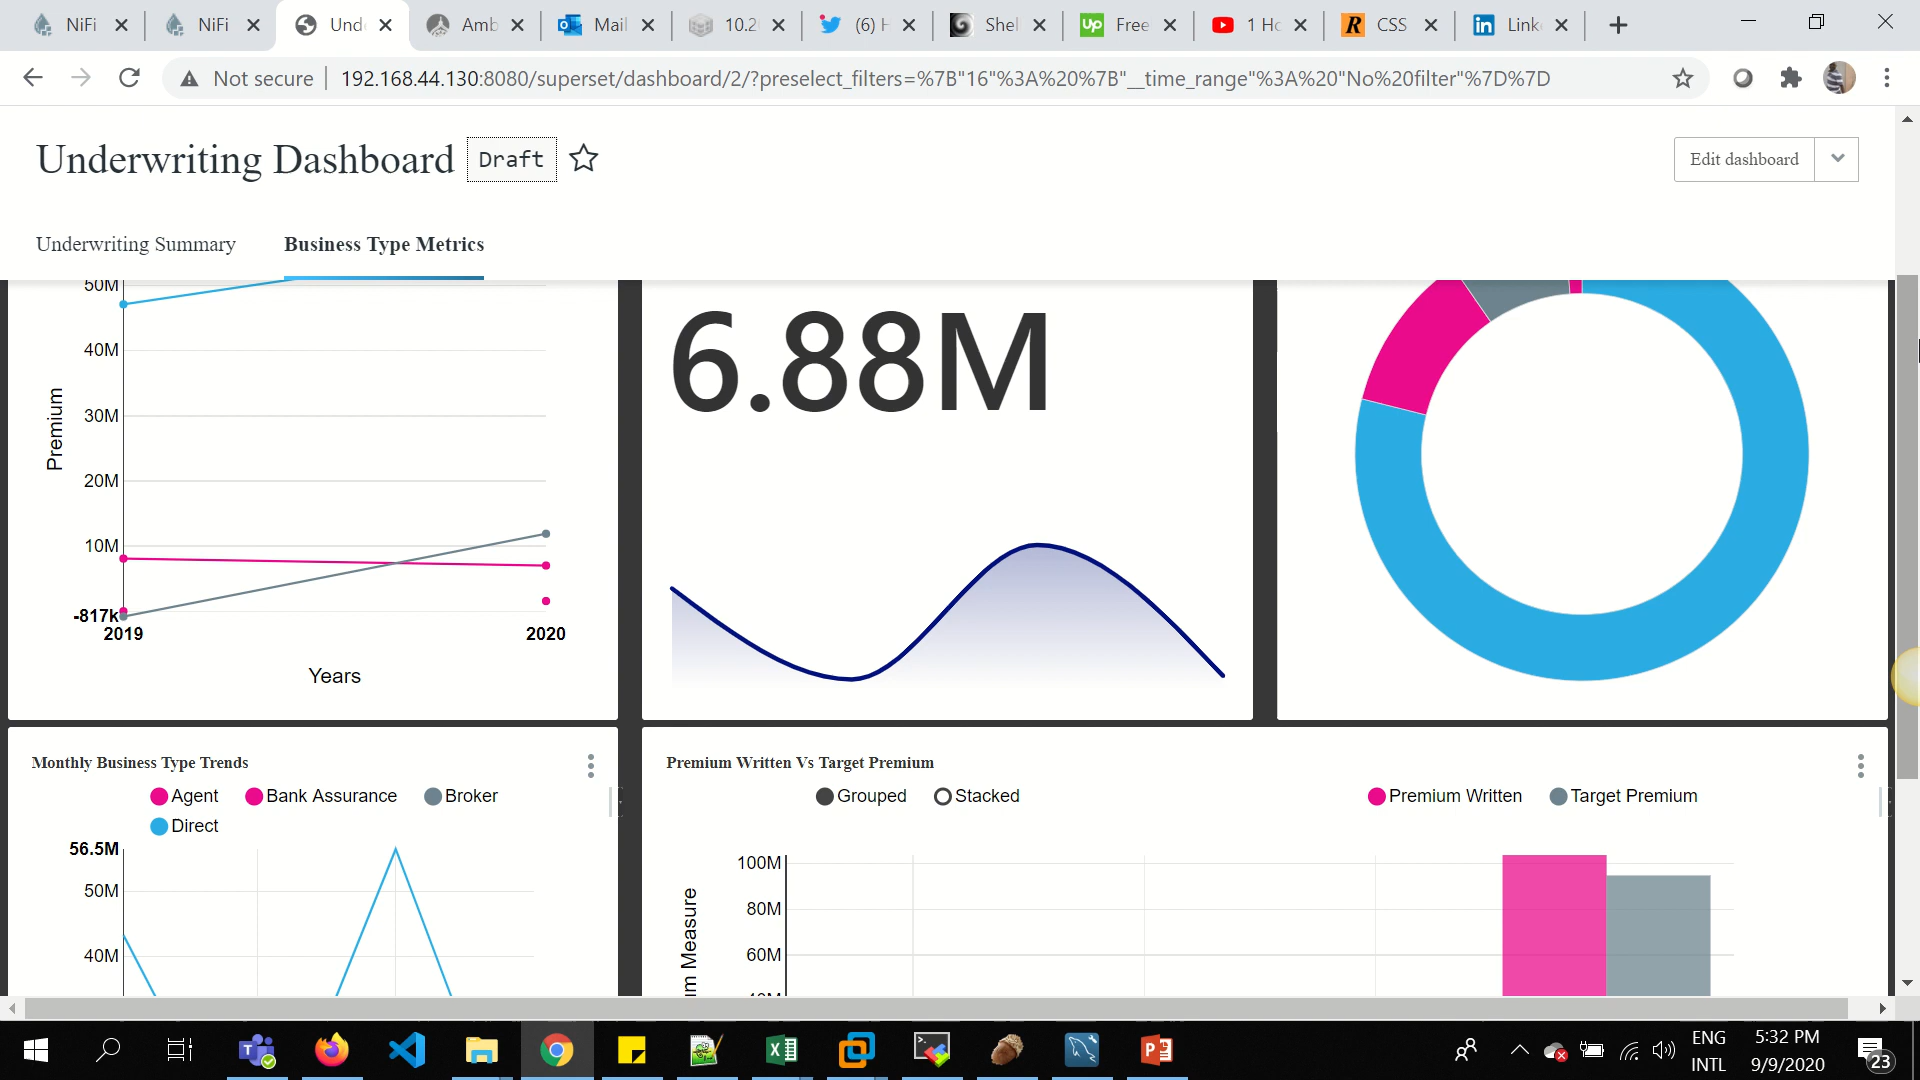 NiFi
NiFi
Und
Amb
Mail
10.2
(6) H
Shel
Free
1 Ho
CSS
Link
Not secure
192.168.44.130:8080/superset/dashboard/2/?preselect_filters=%7B"16"%3A%20%7B"__time_range"%3A%20"No%20filter"%7D%7D
Underwriting Dashboard
Draft
Edit dashboard
Underwriting Summary
Business Type Metrics
50M
40M
30M
20M
10M
-817k
Premium
2019
2020
Years
6.88M
Monthly Business Type Trends
Agent
Bank Assurance
Broker
Direct
56.5M
50M
40M
Premium Written Vs Target Premium
Grouped
Stacked
Premium Written
Target Premium
100M
80M
60M
Measure
ENG
INTL
5:32 PM
9/9/2020
23